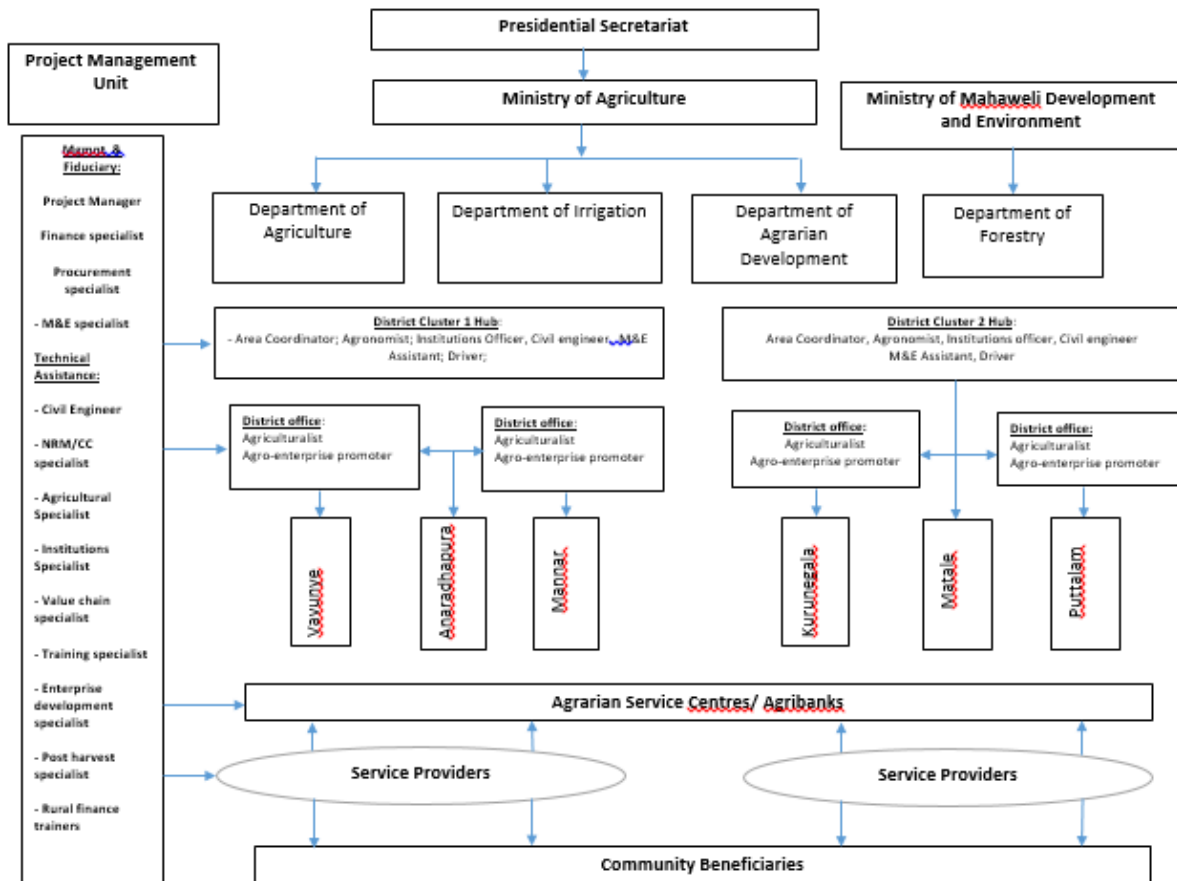 Presidential Secretariat
Project Management
Unit
Ministry of Agriculture
Ministry of Mahaweli Development
and Environment
Mgmgt. &
Fiduciary:
Project Manager
Finance specialist
Procurement
specialist
- M&E specialist
Technical
Assistance:
- Civil Engineer
- NRM/CC
specialist
- Agricultural
Specialist
- Institutions
Specialist
- Value chain
specialist
- Training specialist
- Enterprise
development
specialist
- Post harvest
specialist
- Rural finance
trainers
Department of
Agriculture
Department of Irrigation
Department of
Agrarian
Development
Department of
Forestry
District Cluster 1 Hub:
- Area Coordinator; Agronomist; Institutions Officer, Civil engineer, M&E
Assistant; Driver;
District Cluster 2 Hub:
Area Coordinator, Agronomist, Institutions officer, Civil engineer
M&E Assistant, Driver
District office:
Agriculturalist
Agro-enterprise promoter
District office:
Agriculturalist
Agro-enterprise promoter
District office:
Agriculturalist
Agro-enterprise promoter
District office:
Agriculturalist
Agro-enterprise promoter
Vavunye
Anaradhapura
Mannar
Kurunegala
Matale
Puttalam
Agrarian Service Centres/ Agribanks
Service Providers
Service Providers
Community Beneficiaries